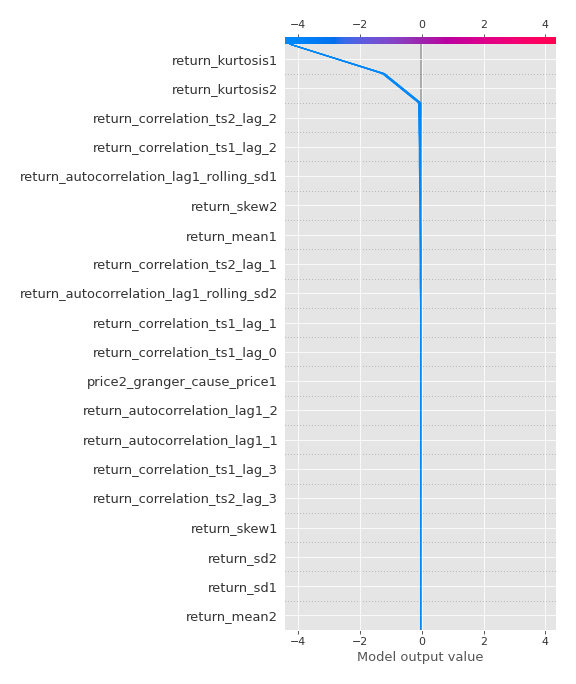 −4 −2 0 2 4
return_kurtosis1
return_kurtosis2
return_correlation_ts2_lag_2
return_correlation_ts1_lag_2
return_autocorrelation_lag1_rolling_sd1
return_skew2
return_mean1
return_correlation_ts2_lag_1
return_autocorrelation_lag1_rolling_sd2
return_correlation_ts1_lag_1
return_correlation_ts1_lag_0
price2_granger_cause_price1
return_autocorrelation_lag1_2
return_autocorrelation_lag1_1
return_correlation_ts1_lag_3
return_correlation_ts2_lag_3
return_skew1
return_sd2
return_sd1
return_mean2
−4 −2 0 2 4
Model output value